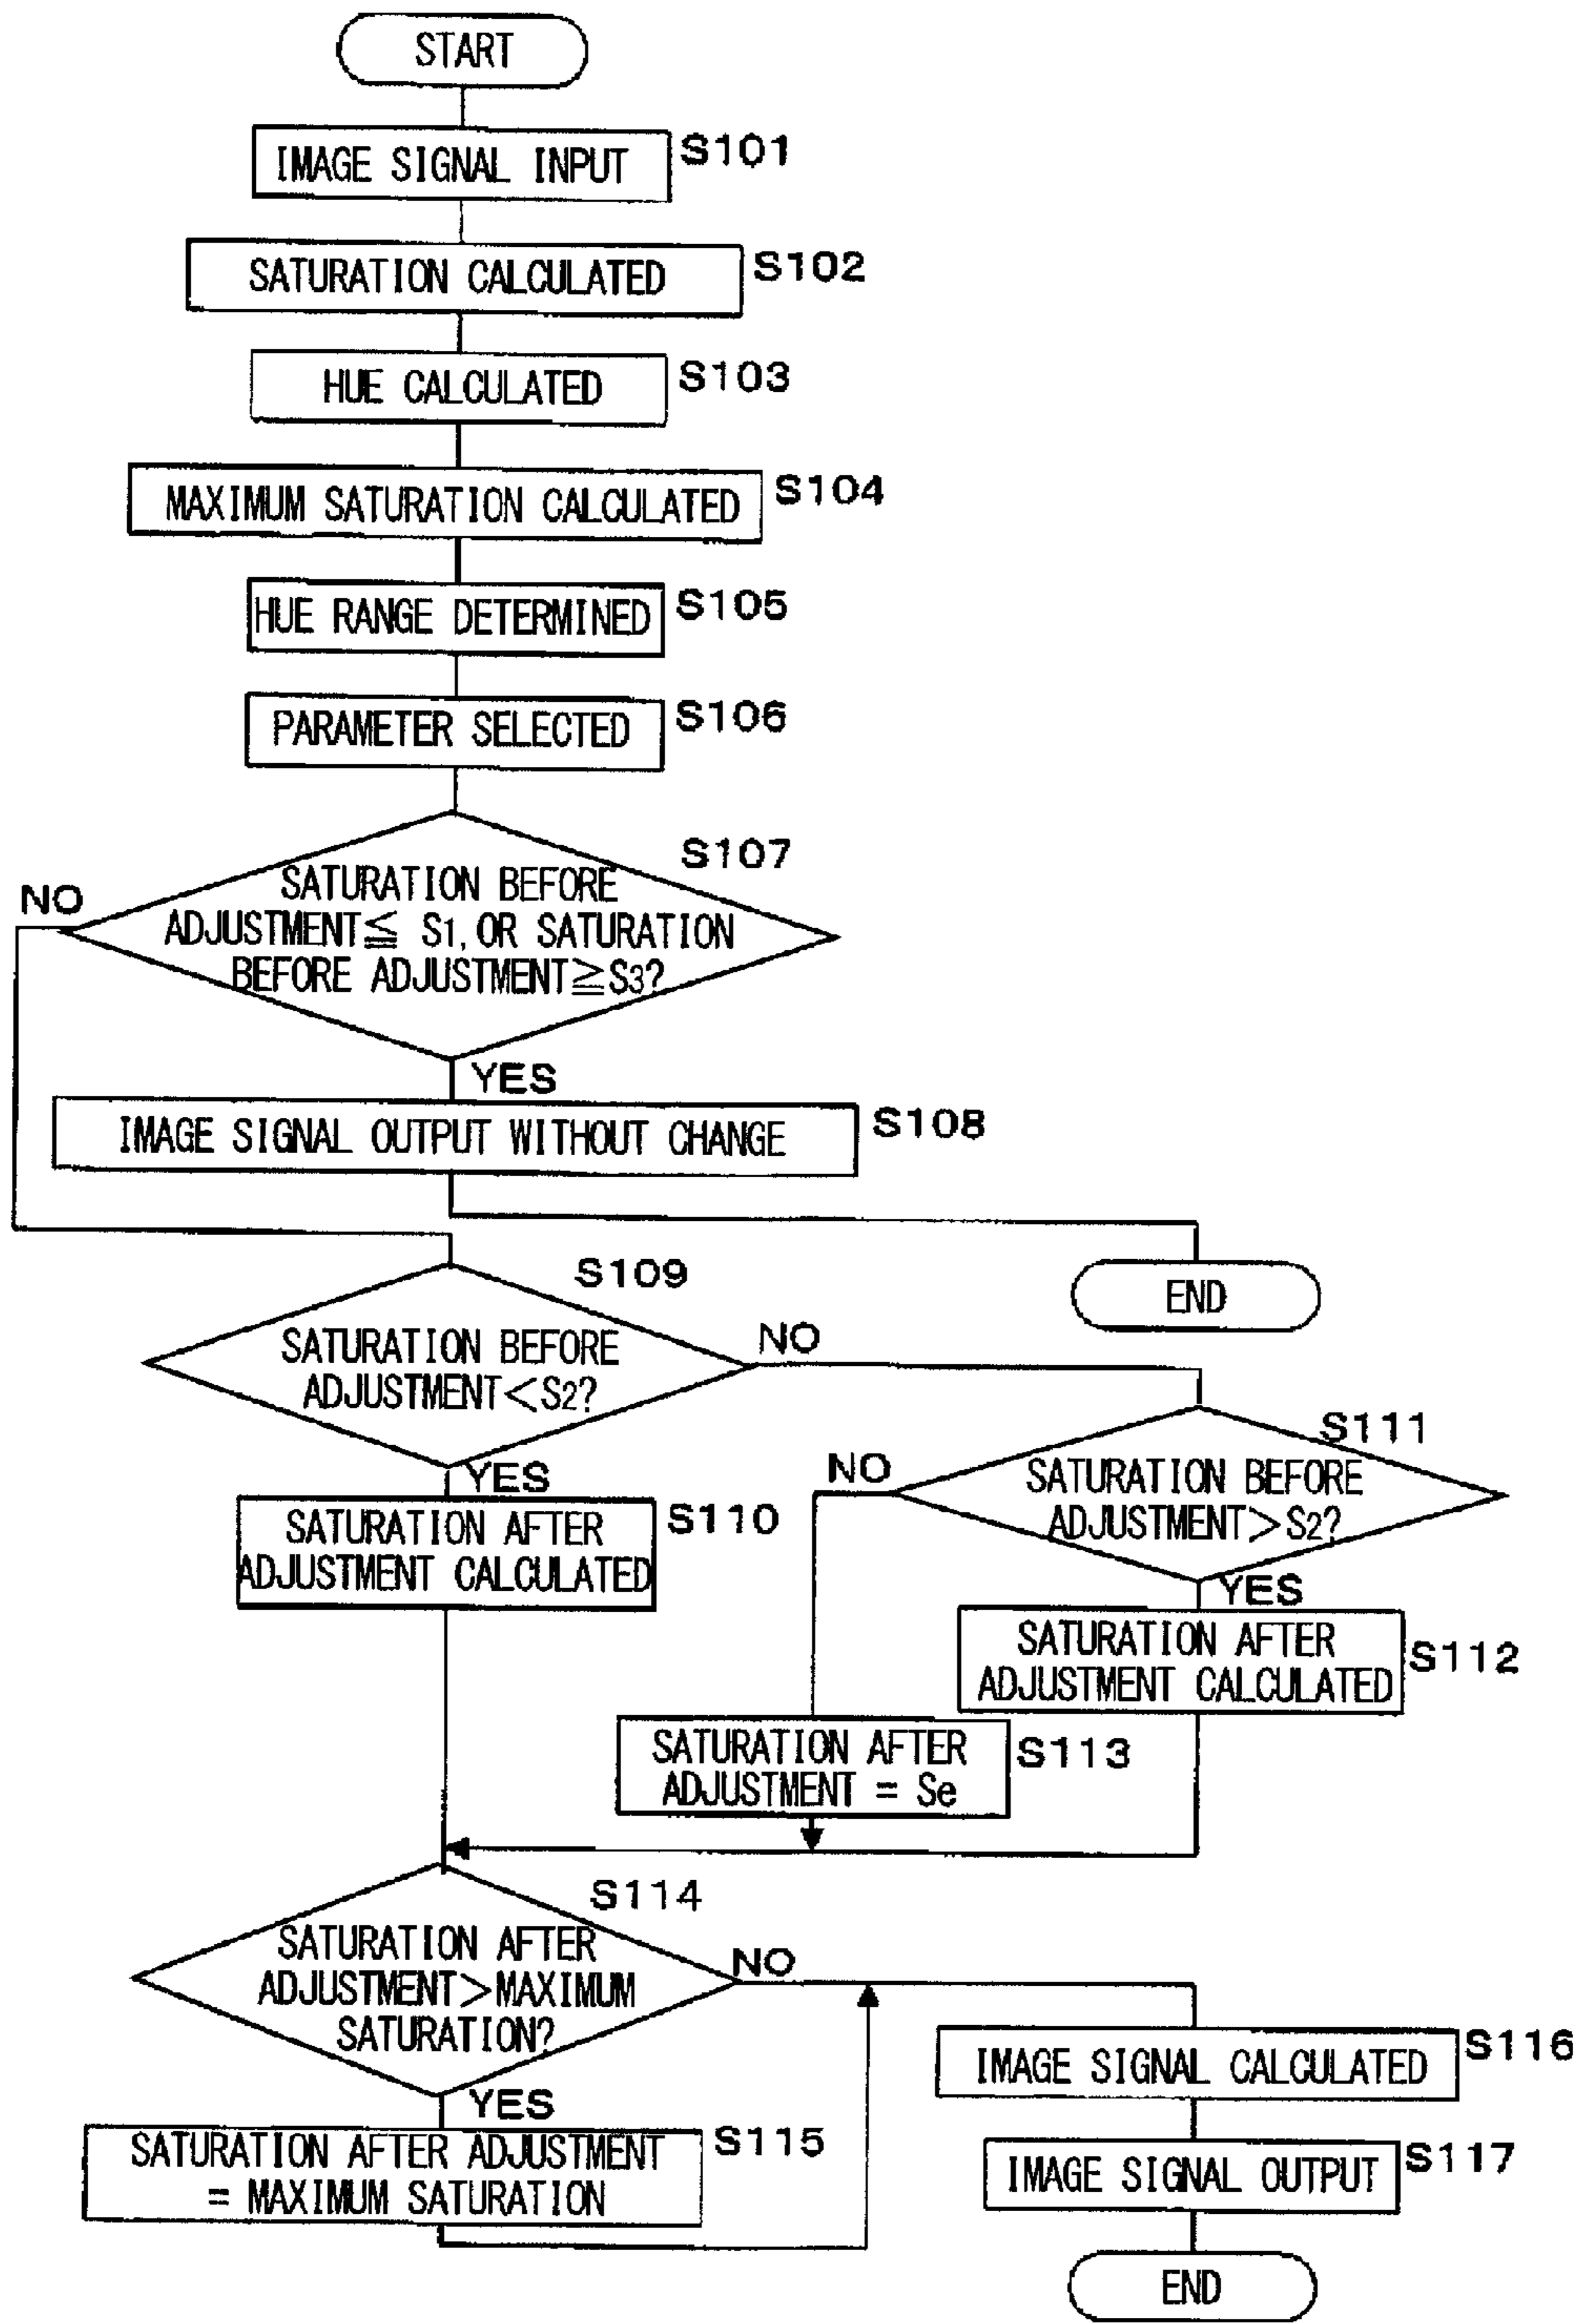 START
IMAGE SIGNAL INPUT
S101
SATURATION CALCULATED
S102
HUE CALCULATED
S103
MAXIMUM SATURATION CALCULATED
S104
HUE RANGE DETERMINED
S105
PARAMETER SELECTED
S106
S107
NO
SATURATION BEFORE
ADJUSTMENT≦ S1, OR SATURATION
BEFORE ADJUSTMENT≧S3?
YES
IMAGE SIGNAL OUTPUT WITHOUT CHANGE
S108
END
S109
SATURATION BEFORE
ADJUSTMENT<S2?
NO
YES
SATURATION AFTER
ADJUSTMENT CALCULATED
S110
S111
NO
SATURATION BEFORE
ADJUSTMENT>S2?
YES
SATURATION AFTER
ADJUSTMENT CALCULATED
S112
SATURATION AFTER
ADJUSTMENT = Se
S113
S114
SATURATION AFTER
ADJUSTMENT>MAXIMUM
SATURATION?
NO
YES
SATURATION AFTER ADJUSTMENT
= MAXIMUM SATURATION
S115
IMAGE SIGNAL CALCULATED
S116
IMAGE SIGNAL OUTPUT
S117
END